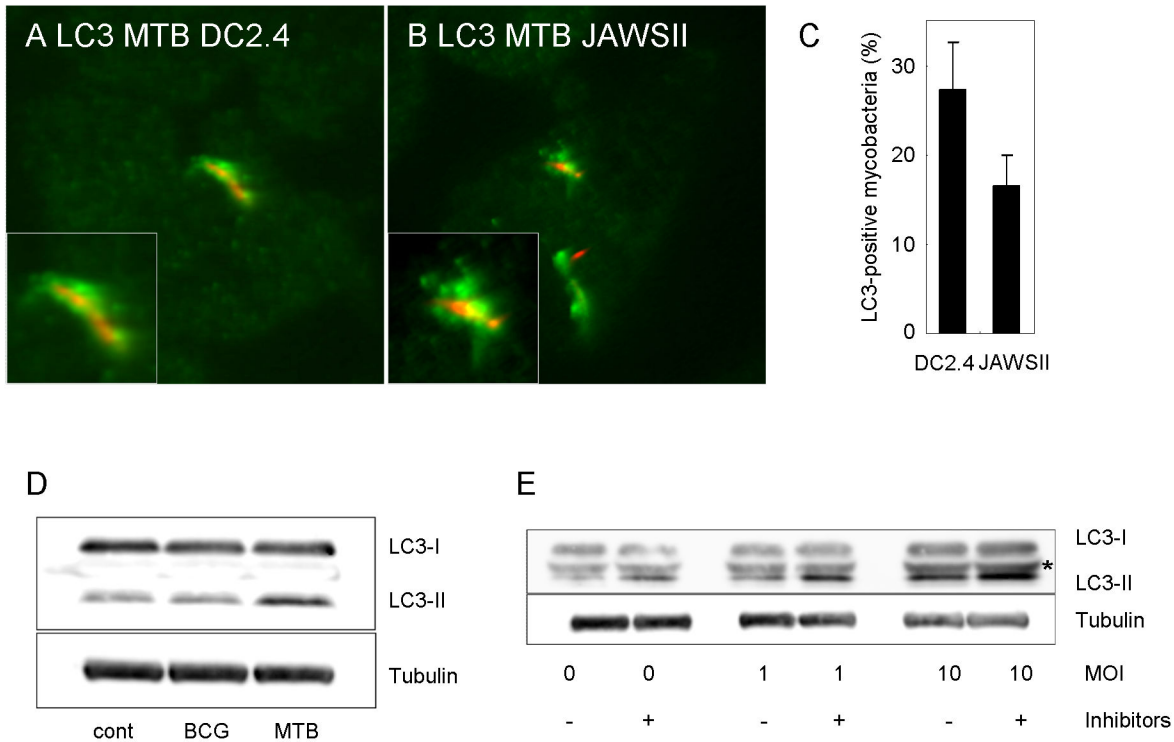 A LC3 MTB DC2.4
B LC3 MTB JAWSII
C
LC3-positive mycobacteria (%)
30
20
10
0
DC2.4 JAWSII
D
LC3-I
LC3-II
Tubulin
cont BCG MTB
E
LC3-I
*
LC3-II
Tubulin
0 0 1 1 10 10 MOI
- + - + - + Inhibitors